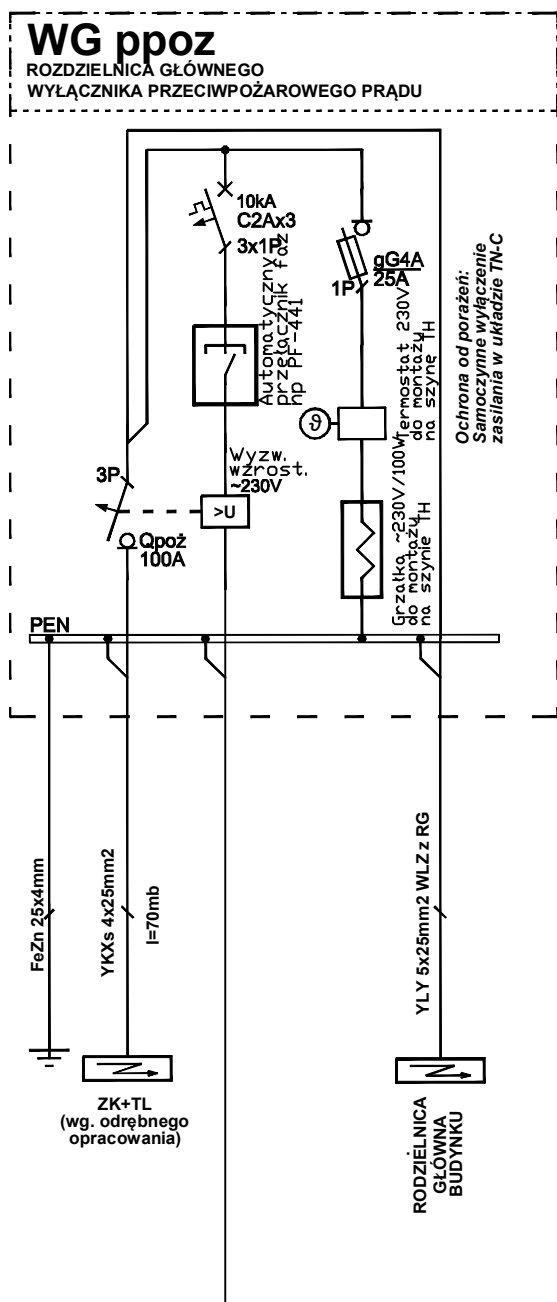 WG ppoz
ROZDZIELNICA GŁÓWNEGO
WYŁĄCZNIKA PRZECIWPOŻAROWEGO PRĄDU
10kA
C2Ax3
3x1P
Automatyczny
przełącznik faz
np PF-441
gG4A
25A
1P
Termostat 230V
do montażu
na szynę TH
Ochrona od porażeń:
Samoczynne wyłączenie
zasilania w układzie TN-C
ϑ
Wyzw.
wzrost.
~230V
>U
3P
Qpoż
100A
Grzałka ~230V/100W
do montażu
na szynie TH
PEN
FeZn 25x4mm
YKXs 4x25mm2
l=70mb
YLY 5x25mm2 WLZ z RG
ZK+TL
(wg. odrębnego
opracowania)
RODZIELNICA
GŁÓWNA
BUDYNKU